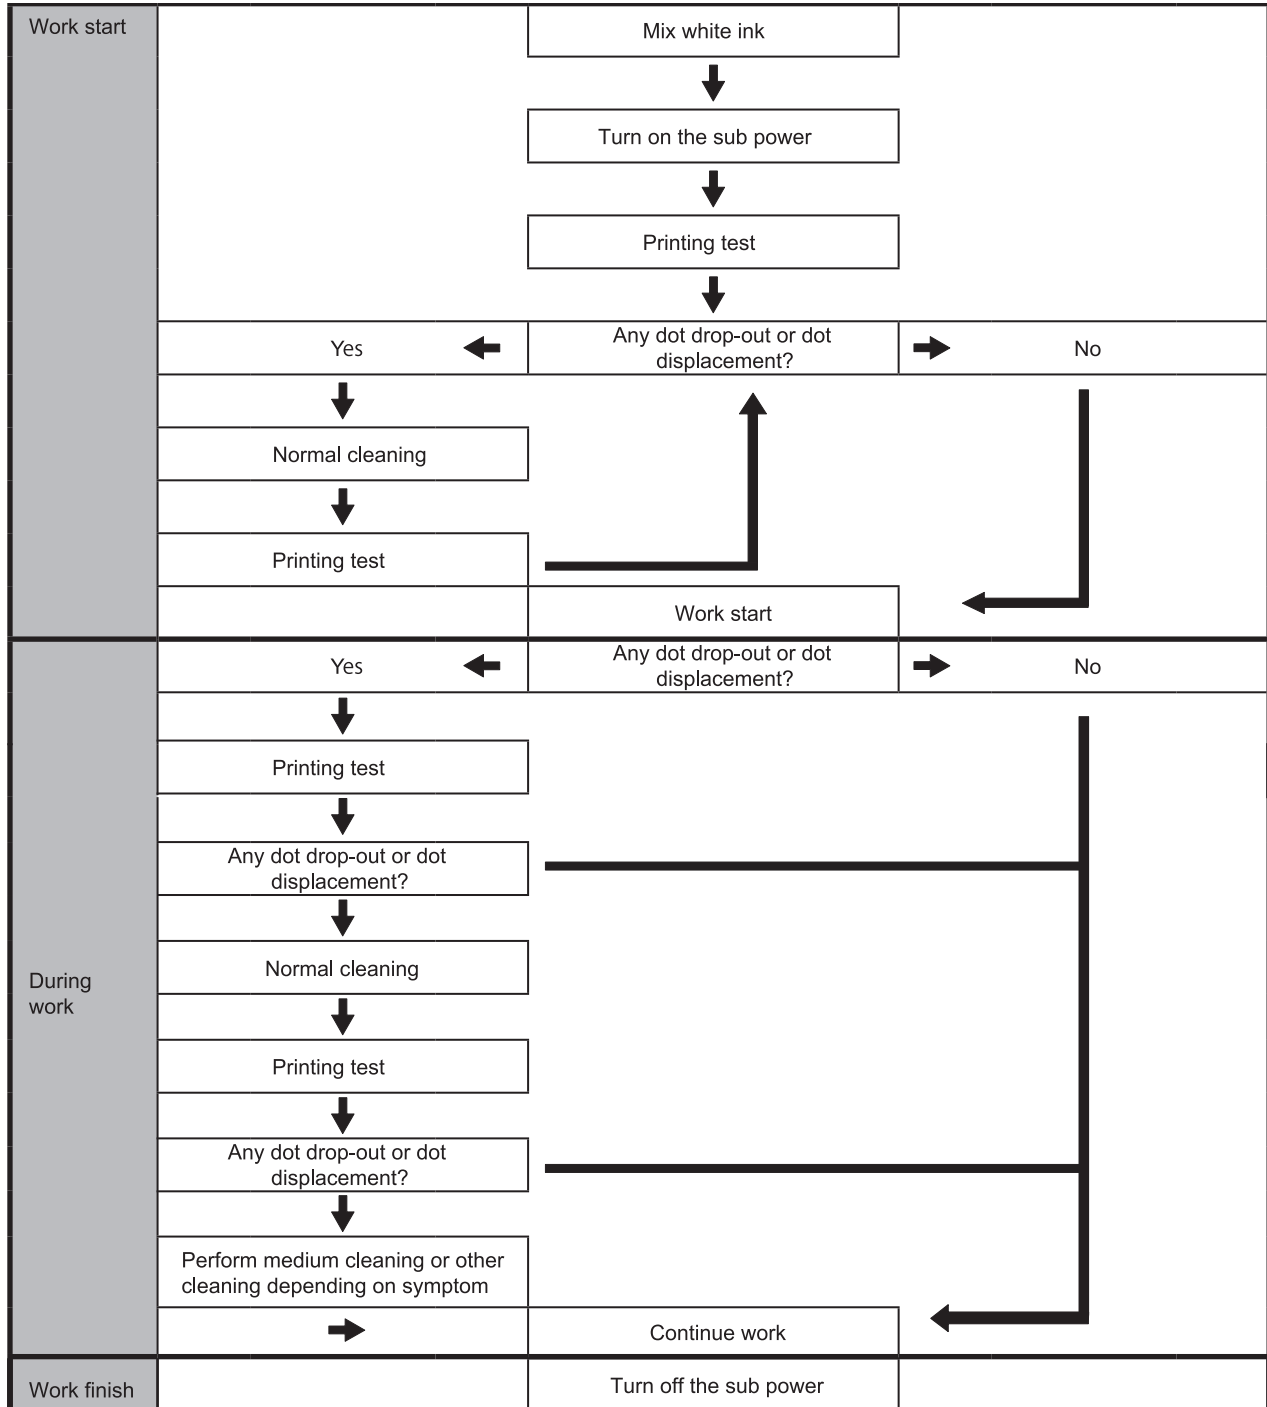 Work start
Mix white ink
Turn on the sub power
Printing test
Yes
Any dot drop-out or dot
displacement?
No
Normal cleaning
Printing test
Work start
Yes
Any dot drop-out or dot
displacement?
No
Printing test
Any dot drop-out or dot
displacement?
During
work
Normal cleaning
Printing test
Any dot drop-out or dot
displacement?
Perform medium cleaning or other
cleaning depending on symptom
Continue work
Work finish
Turn off the sub power